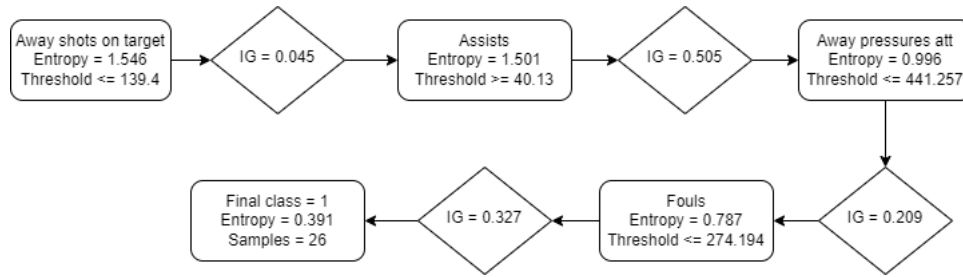 Away shots on target
Entropy = 1.546
Threshold <= 139.4
IG = 0.045
Assists
Entropy = 1.501
Threshold >= 40.13
IG = 0.505
Away pressures att
Entropy = 0.996
Threshold <= 441.257
IG = 0.209
Fouls
Entropy = 0.787
Threshold <= 274.194
IG = 0.327
Final class = 1
Entropy = 0.391
Samples = 26